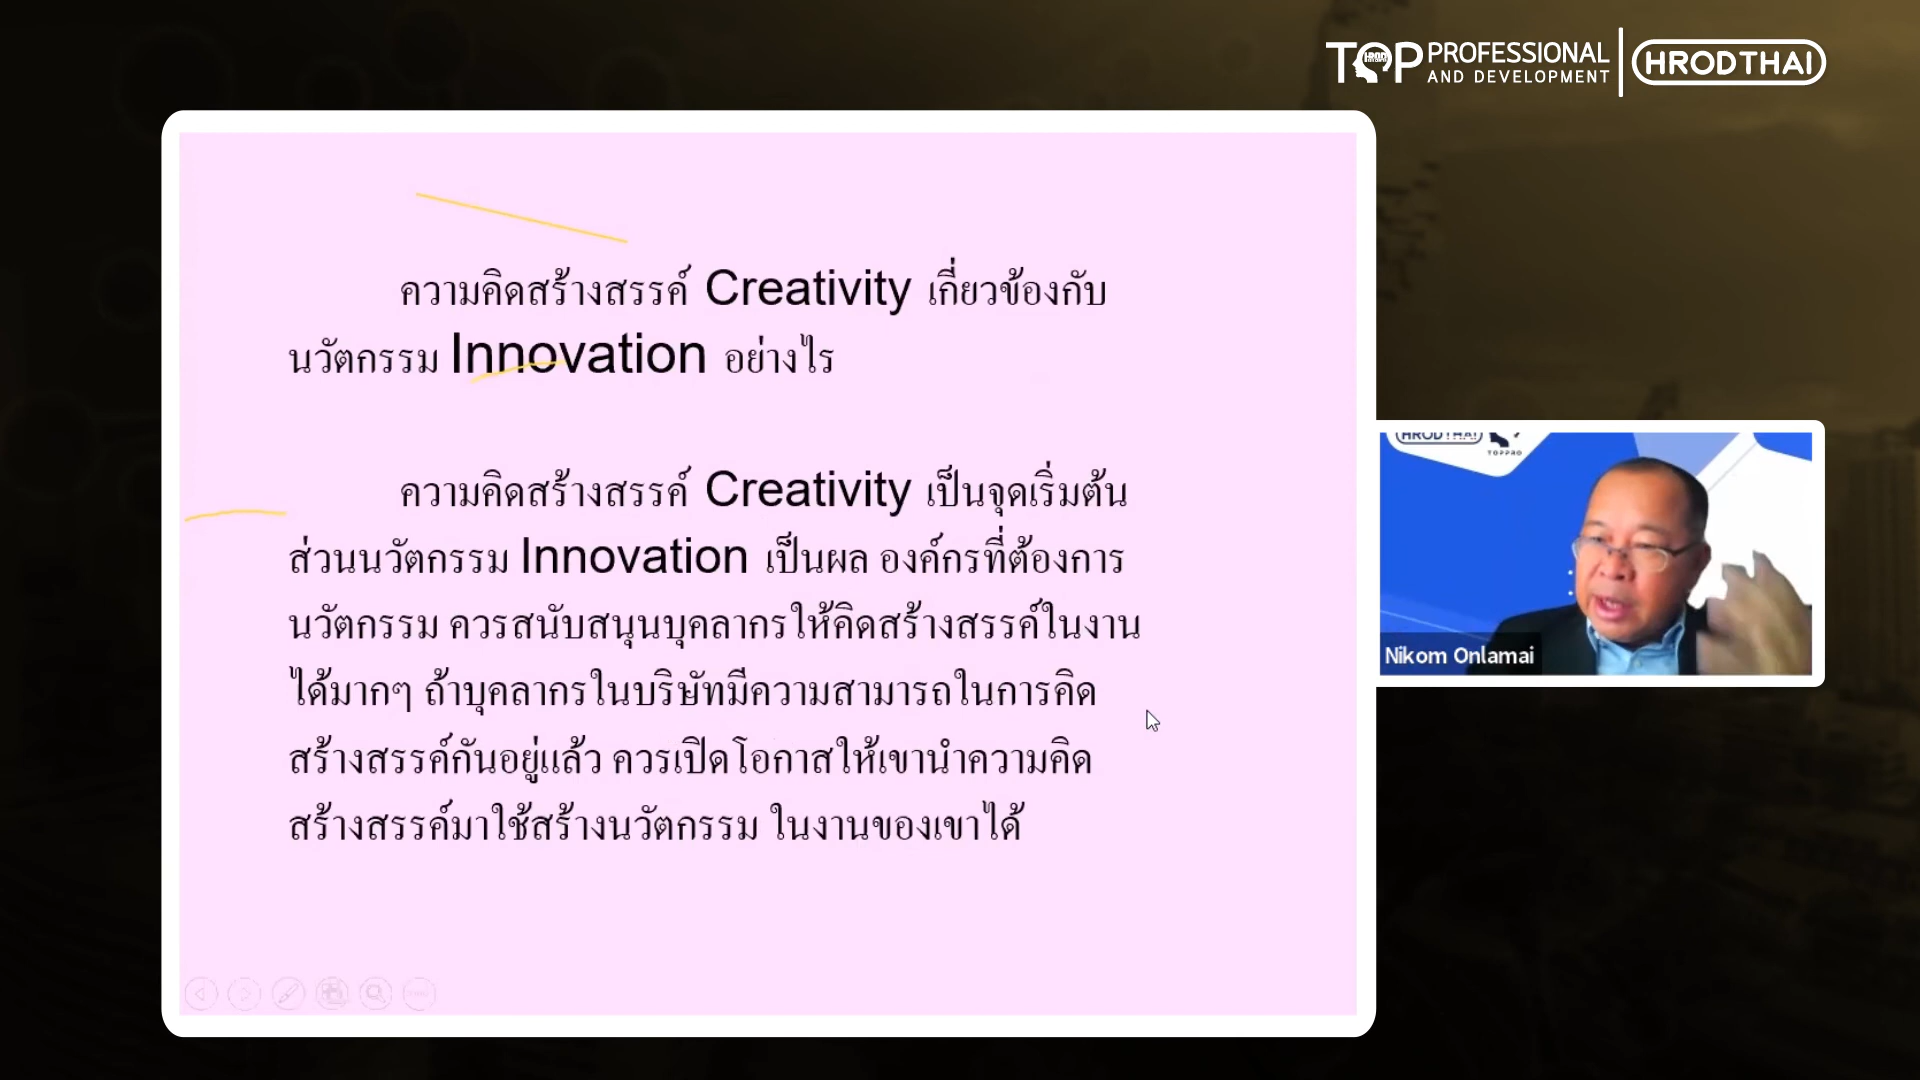 TOP PROFESSIONAL AND DEVELOPMENT
HRODTHAI
ความคิดสร้างสรรค์ Creativity เกี่ยวข้องกับ
นวัตกรรม Innovation อย่างไร
ความคิดสร้างสรรค์ Creativity เป็นจุดเริ่มต้น
ส่วนนวัตกรรม Innovation เป็นผล องค์กรที่ต้องการ
นวัตกรรม ควรสนับสนุนบุคลากรให้คิดสร้างสรรค์ในงาน
ได้มากๆ ถ้าบุคลากรในบริษัทมีความสามารถในการคิด
สร้างสรรค์กันอยู่แล้ว ควรเปิดโอกาสให้เขานำความคิด
สร้างสรรค์มาใช้สร้างนวัตกรรม ในงานของเขาได้
HRODTHAI
TOPPRO
Nikom Onlamai